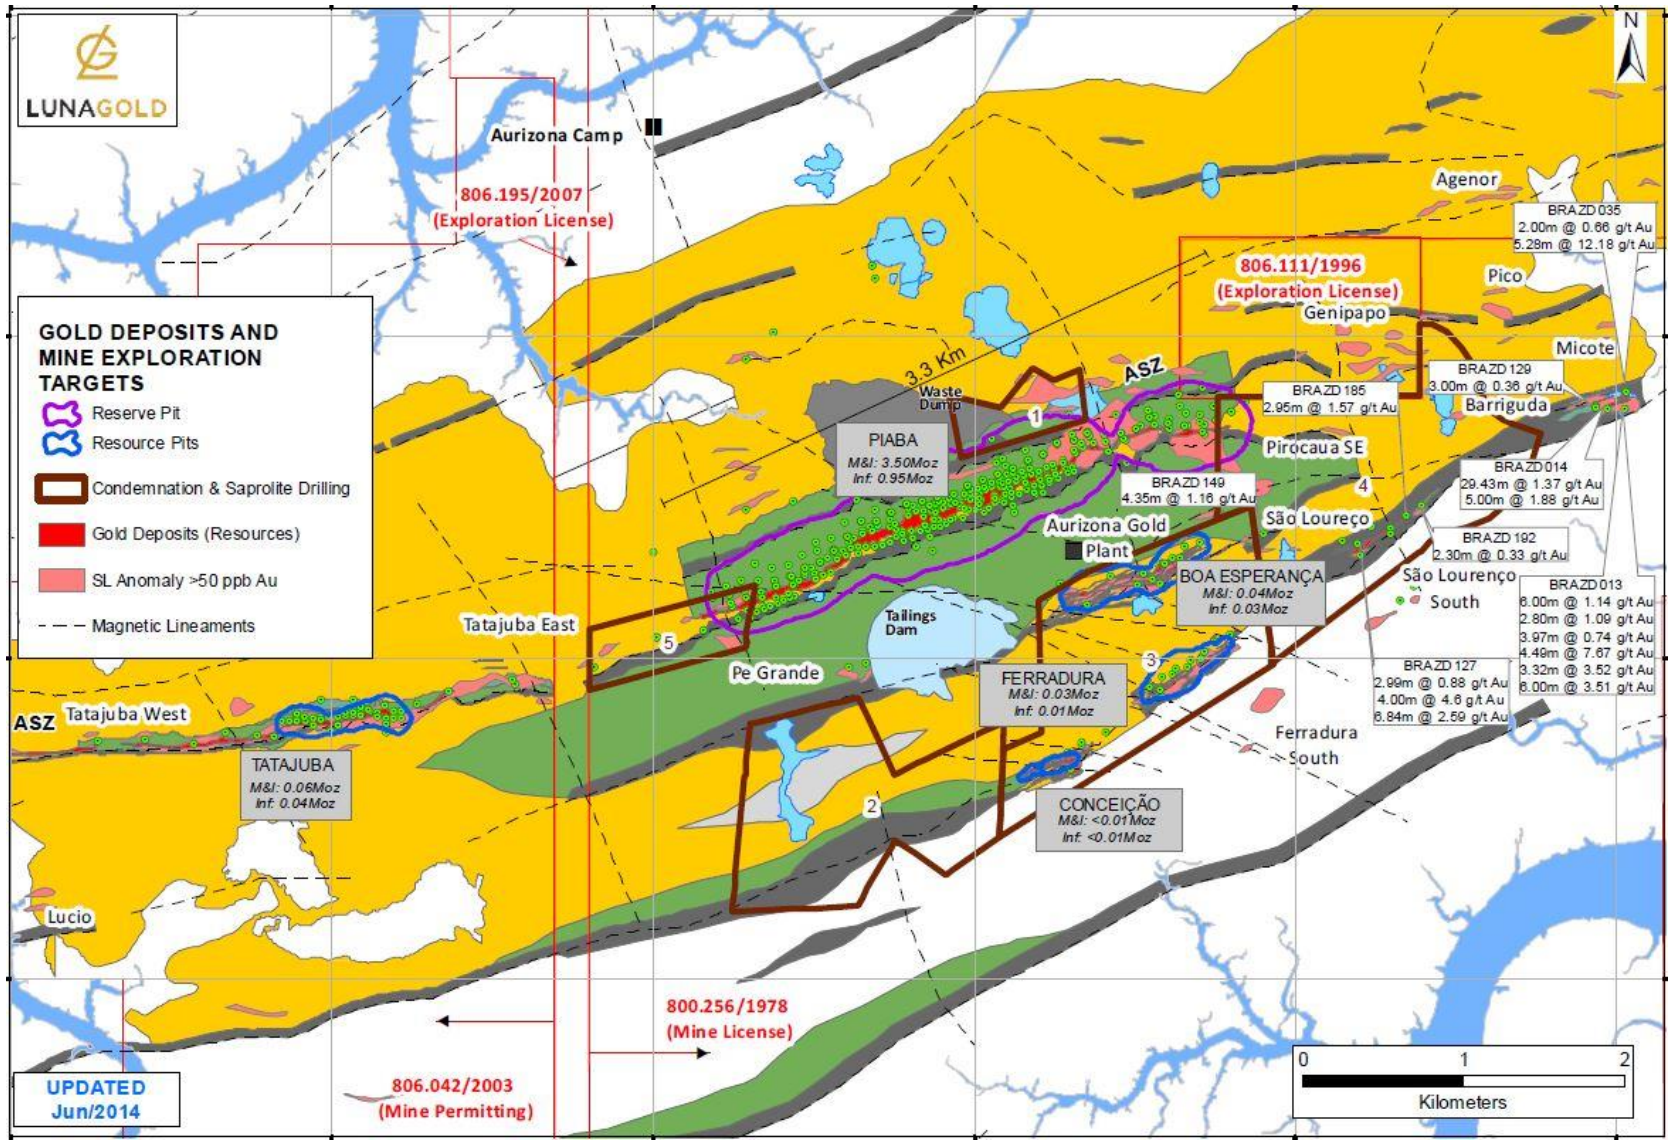 LUNAGOLD
N
Aurizona Camp
806.195/2007
(Exploration License)
Agenor
BRAZD 035
2.00m @ 0.66 g/t Au
5.28m @ 12.18 g/t Au
806.111/1996
(Exploration License)
Pico
Genipapo
Micote
GOLD DEPOSITS AND
MINE EXPLORATION
TARGETS
Reserve Pit
Resource Pits
Condemnation & Saprolite Drilling
Gold Deposits (Resources)
SL Anomaly >50 ppb Au
Magnetic Lineaments
3.3 Km
ASZ
Waste
Dump
1
BRAZD 129
3.00m @ 0.36 g/t Au
BRAZD 185
2.95m @ 1.57 g/t Au
Barriguda
PIABA
M&I: 3.50Moz
Inf: 0.95Moz
Pirocaua SE
BRAZD 149
4.35m @ 1.16 g/t Au
4
BRAZD 014
29.43m @ 1.37 g/t Au
5.00m @ 1.88 g/t Au
Aurizona Gold
Plant
São Loureço
BRAZD 192
2.30m @ 0.33 g/t Au
BOA ESPERANÇA
M&I: 0.04Moz
Inf: 0.03Moz
São Lourenço
South
BRAZD 013
6.00m @ 1.14 g/t Au
2.80m @ 1.09 g/t Au
3.97m @ 0.74 g/t Au
4.49m @ 7.67 g/t Au
3.32m @ 3.52 g/t Au
6.00m @ 3.51 g/t Au
Tatajuba East
5
Tailings
Dam
Pe Grande
3
FERRADURA
M&I: 0.03Moz
Inf: 0.01Moz
BRAZD 127
2.99m @ 0.88 g/t Au
4.00m @ 4.6 g/t Au
6.84m @ 2.59 g/t Au
ASZ
Tatajuba West
Ferradura
South
TATAJUBA
M&I: 0.06Moz
Inf: 0.04Moz
2
CONCEIÇÃO
M&I: <0.01Moz
Inf: <0.01Moz
Lucio
800.256/1978
(Mine License)
806.042/2003
(Mine Permitting)
UPDATED
Jun/2014
0 1 2
Kilometers